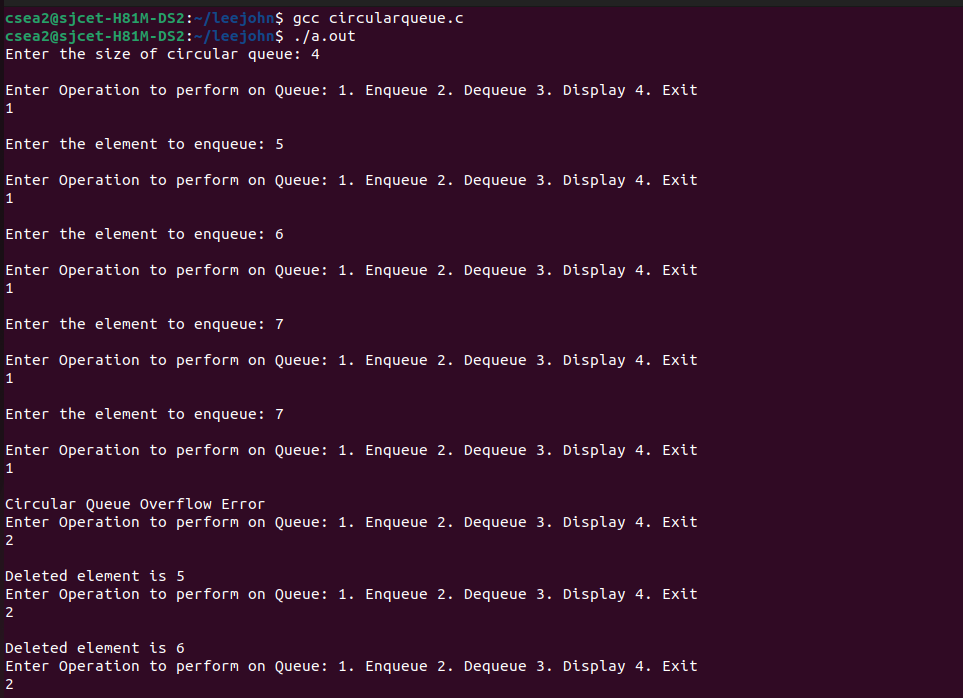 csea2@sjcet-H81M-DS2:~/leejohn$ gcc circularqueue.c
csea2@sjcet-H81M-DS2:~/leejohn$ ./a.out
Enter the size of circular queue: 4
Enter Operation to perform on Queue: 1. Enqueue 2. Dequeue 3. Display 4. Exit
1
Enter the element to enqueue: 5
Enter Operation to perform on Queue: 1. Enqueue 2. Dequeue 3. Display 4. Exit
1
Enter the element to enqueue: 6
Enter Operation to perform on Queue: 1. Enqueue 2. Dequeue 3. Display 4. Exit
1
Enter the element to enqueue: 7
Enter Operation to perform on Queue: 1. Enqueue 2. Dequeue 3. Display 4. Exit
1
Enter the element to enqueue: 7
Enter Operation to perform on Queue: 1. Enqueue 2. Dequeue 3. Display 4. Exit
1
Circular Queue Overflow Error
Enter Operation to perform on Queue: 1. Enqueue 2. Dequeue 3. Display 4. Exit
2
Deleted element is 5
Enter Operation to perform on Queue: 1. Enqueue 2. Dequeue 3. Display 4. Exit
2
Deleted element is 6
Enter Operation to perform on Queue: 1. Enqueue 2. Dequeue 3. Display 4. Exit
2